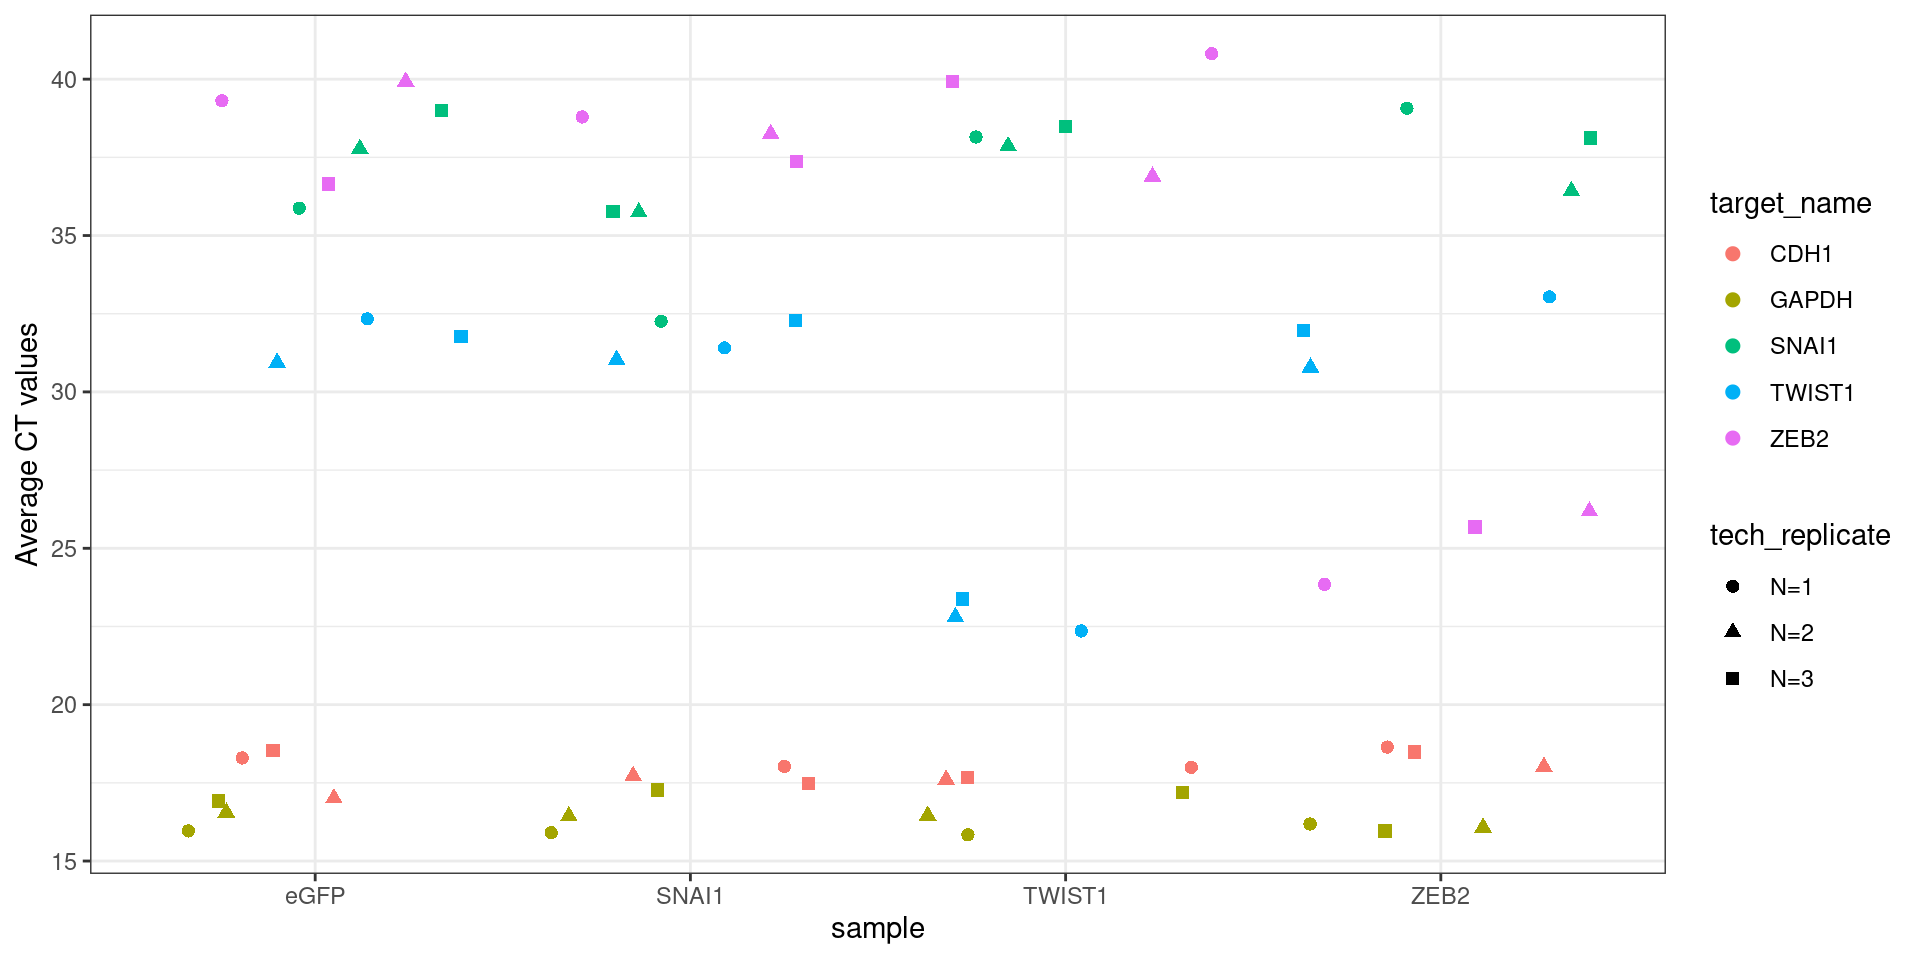 Average CT values
40
35
30
25
20
15
eGFP
SNAI1
TWIST1
ZEB2
sample
target_name
CDH1
GAPDH
SNAI1
TWIST1
ZEB2
tech_replicate
N=1
N=2
N=3